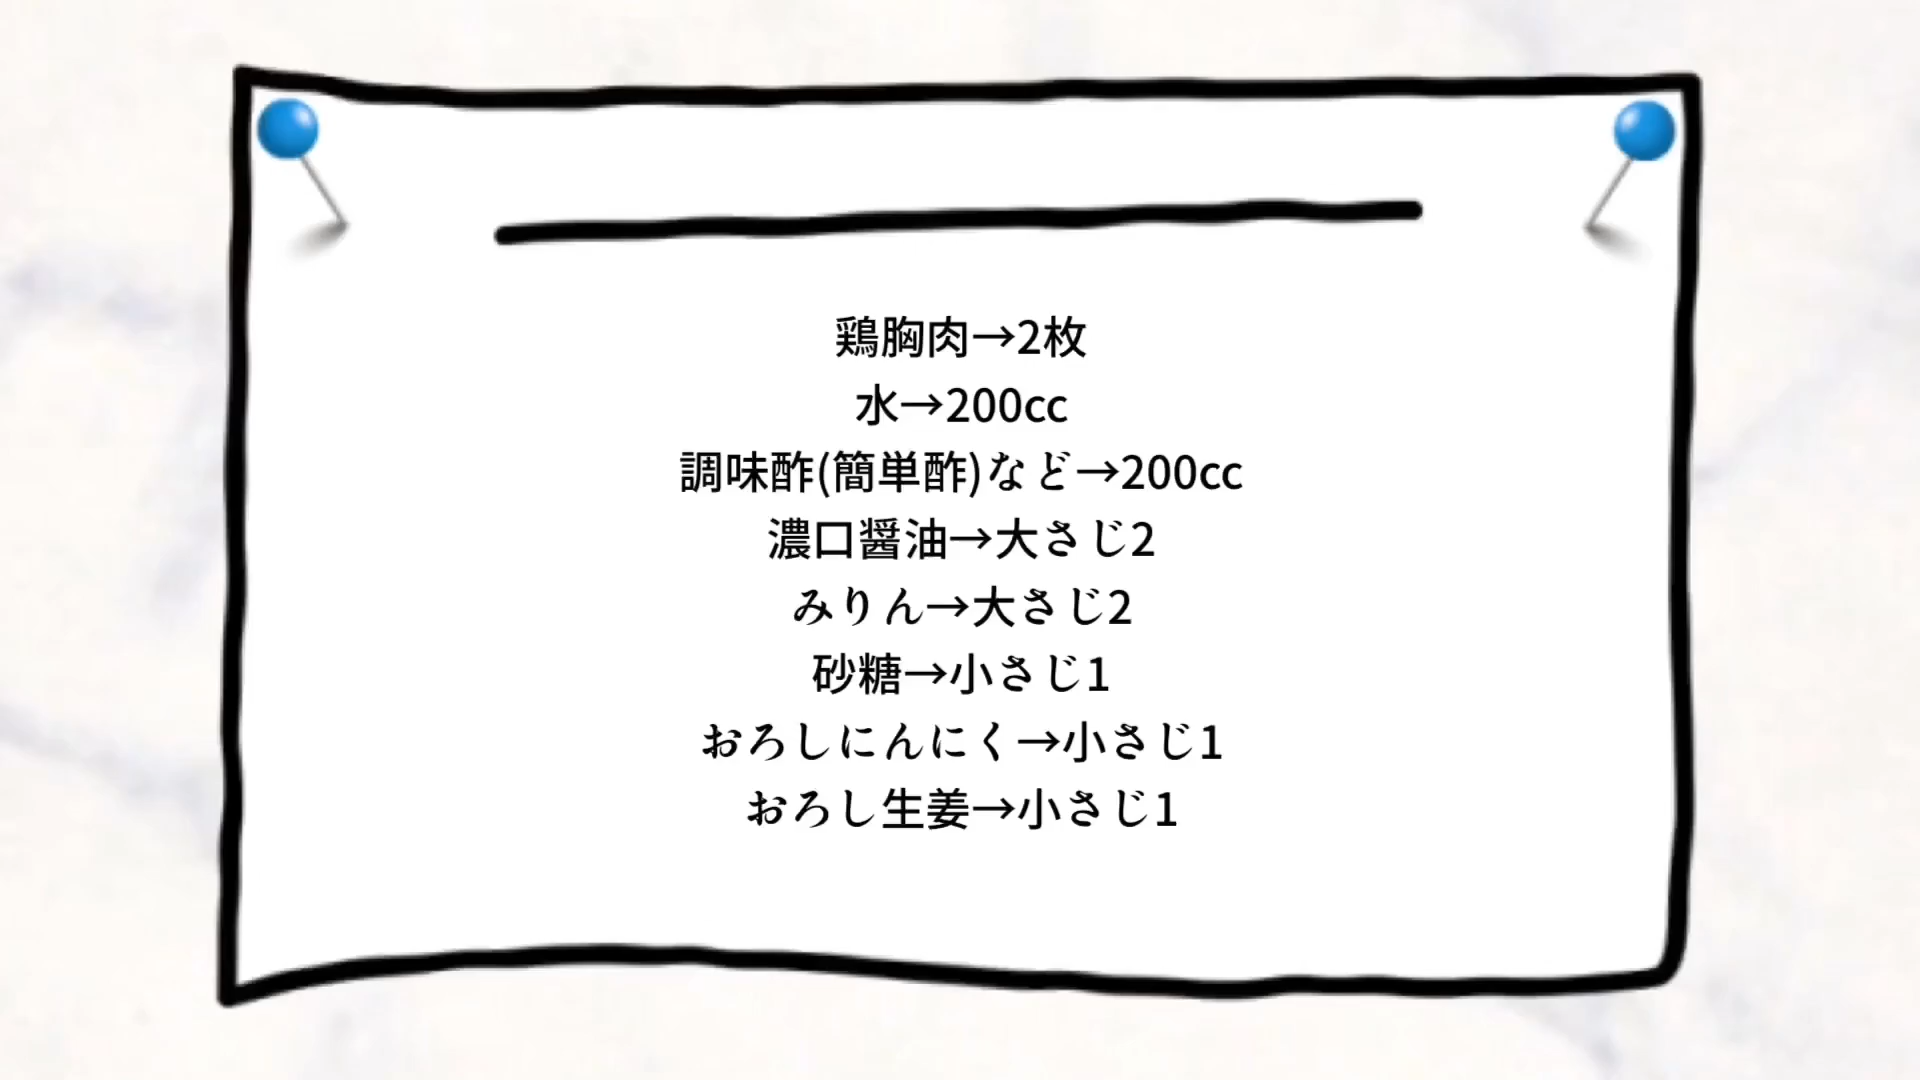 鶏胸肉→2枚
水→200cc
調味酢(簡単酢)など→200cc
濃口醤油→大さじ2
みりん→大さじ2
砂糖→小さじ1
おろしにんにく→小さじ1
おろし生姜→小さじ1